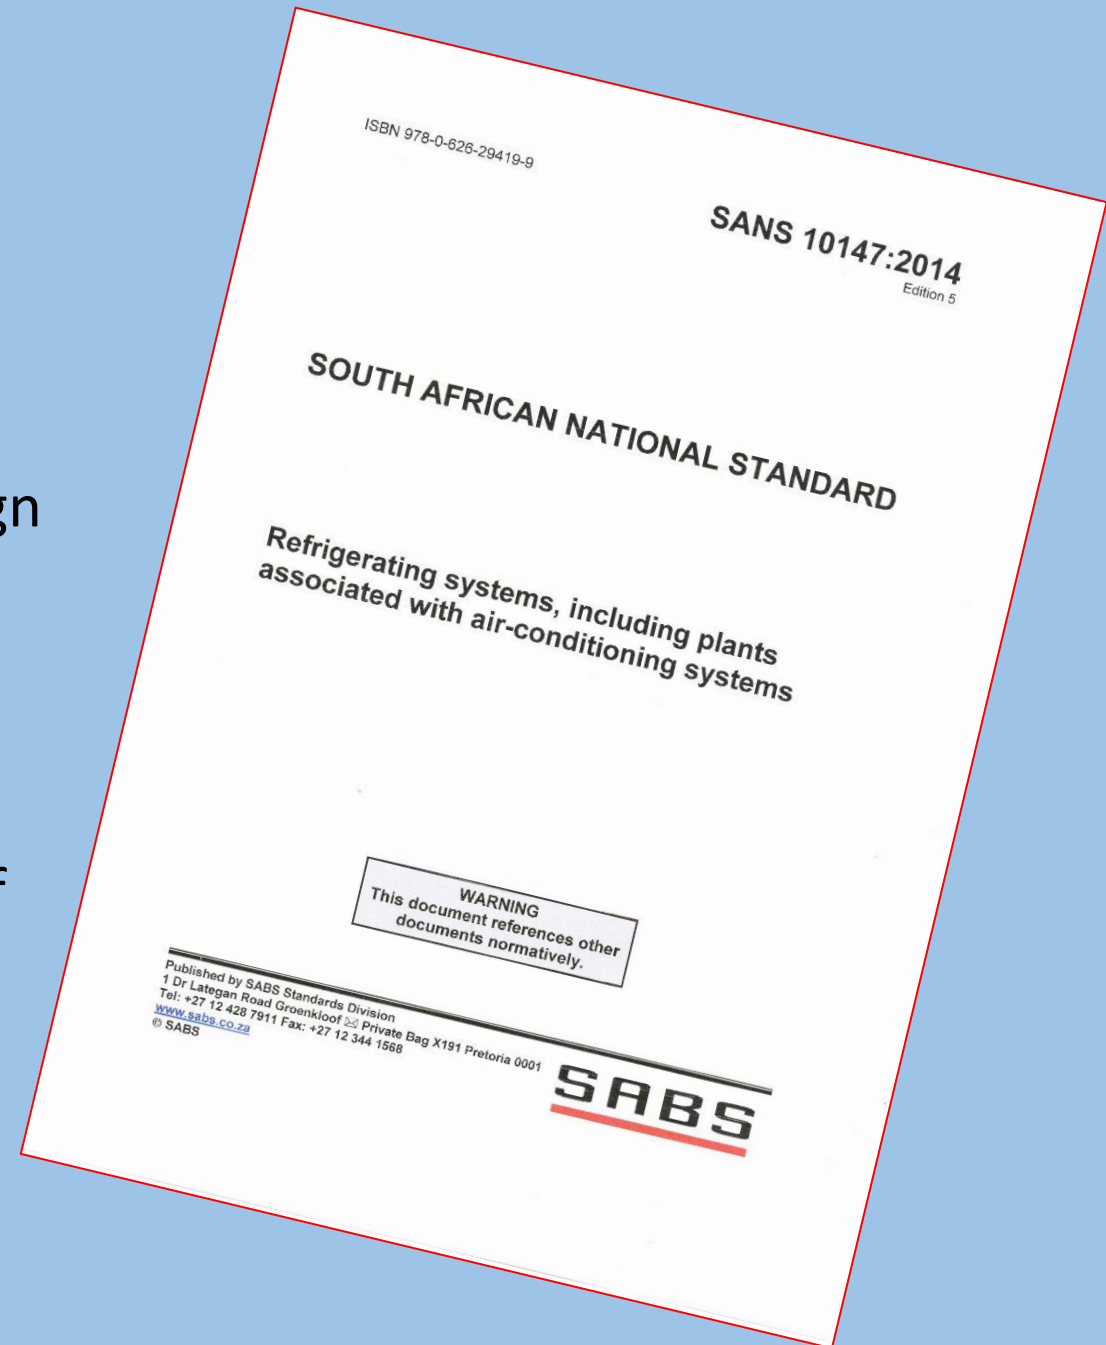 ISBN 978-0-626-29419-9
SANS 10147:2014
Edition 5
SOUTH AFRICAN NATIONAL STANDARD
gn
Refrigerating systems, including plants
associated with air-conditioning systems
f
WARNING
This document references other
documents normatively.
Published by SABS Standards Division
1 Dr Lategan Road Groenkloof ✉ Private Bag X191 Pretoria 0001
Tel: +27 12 428 7911 Fax: +27 12 344 1568
www.sabs.co.za
© SABS
SABS